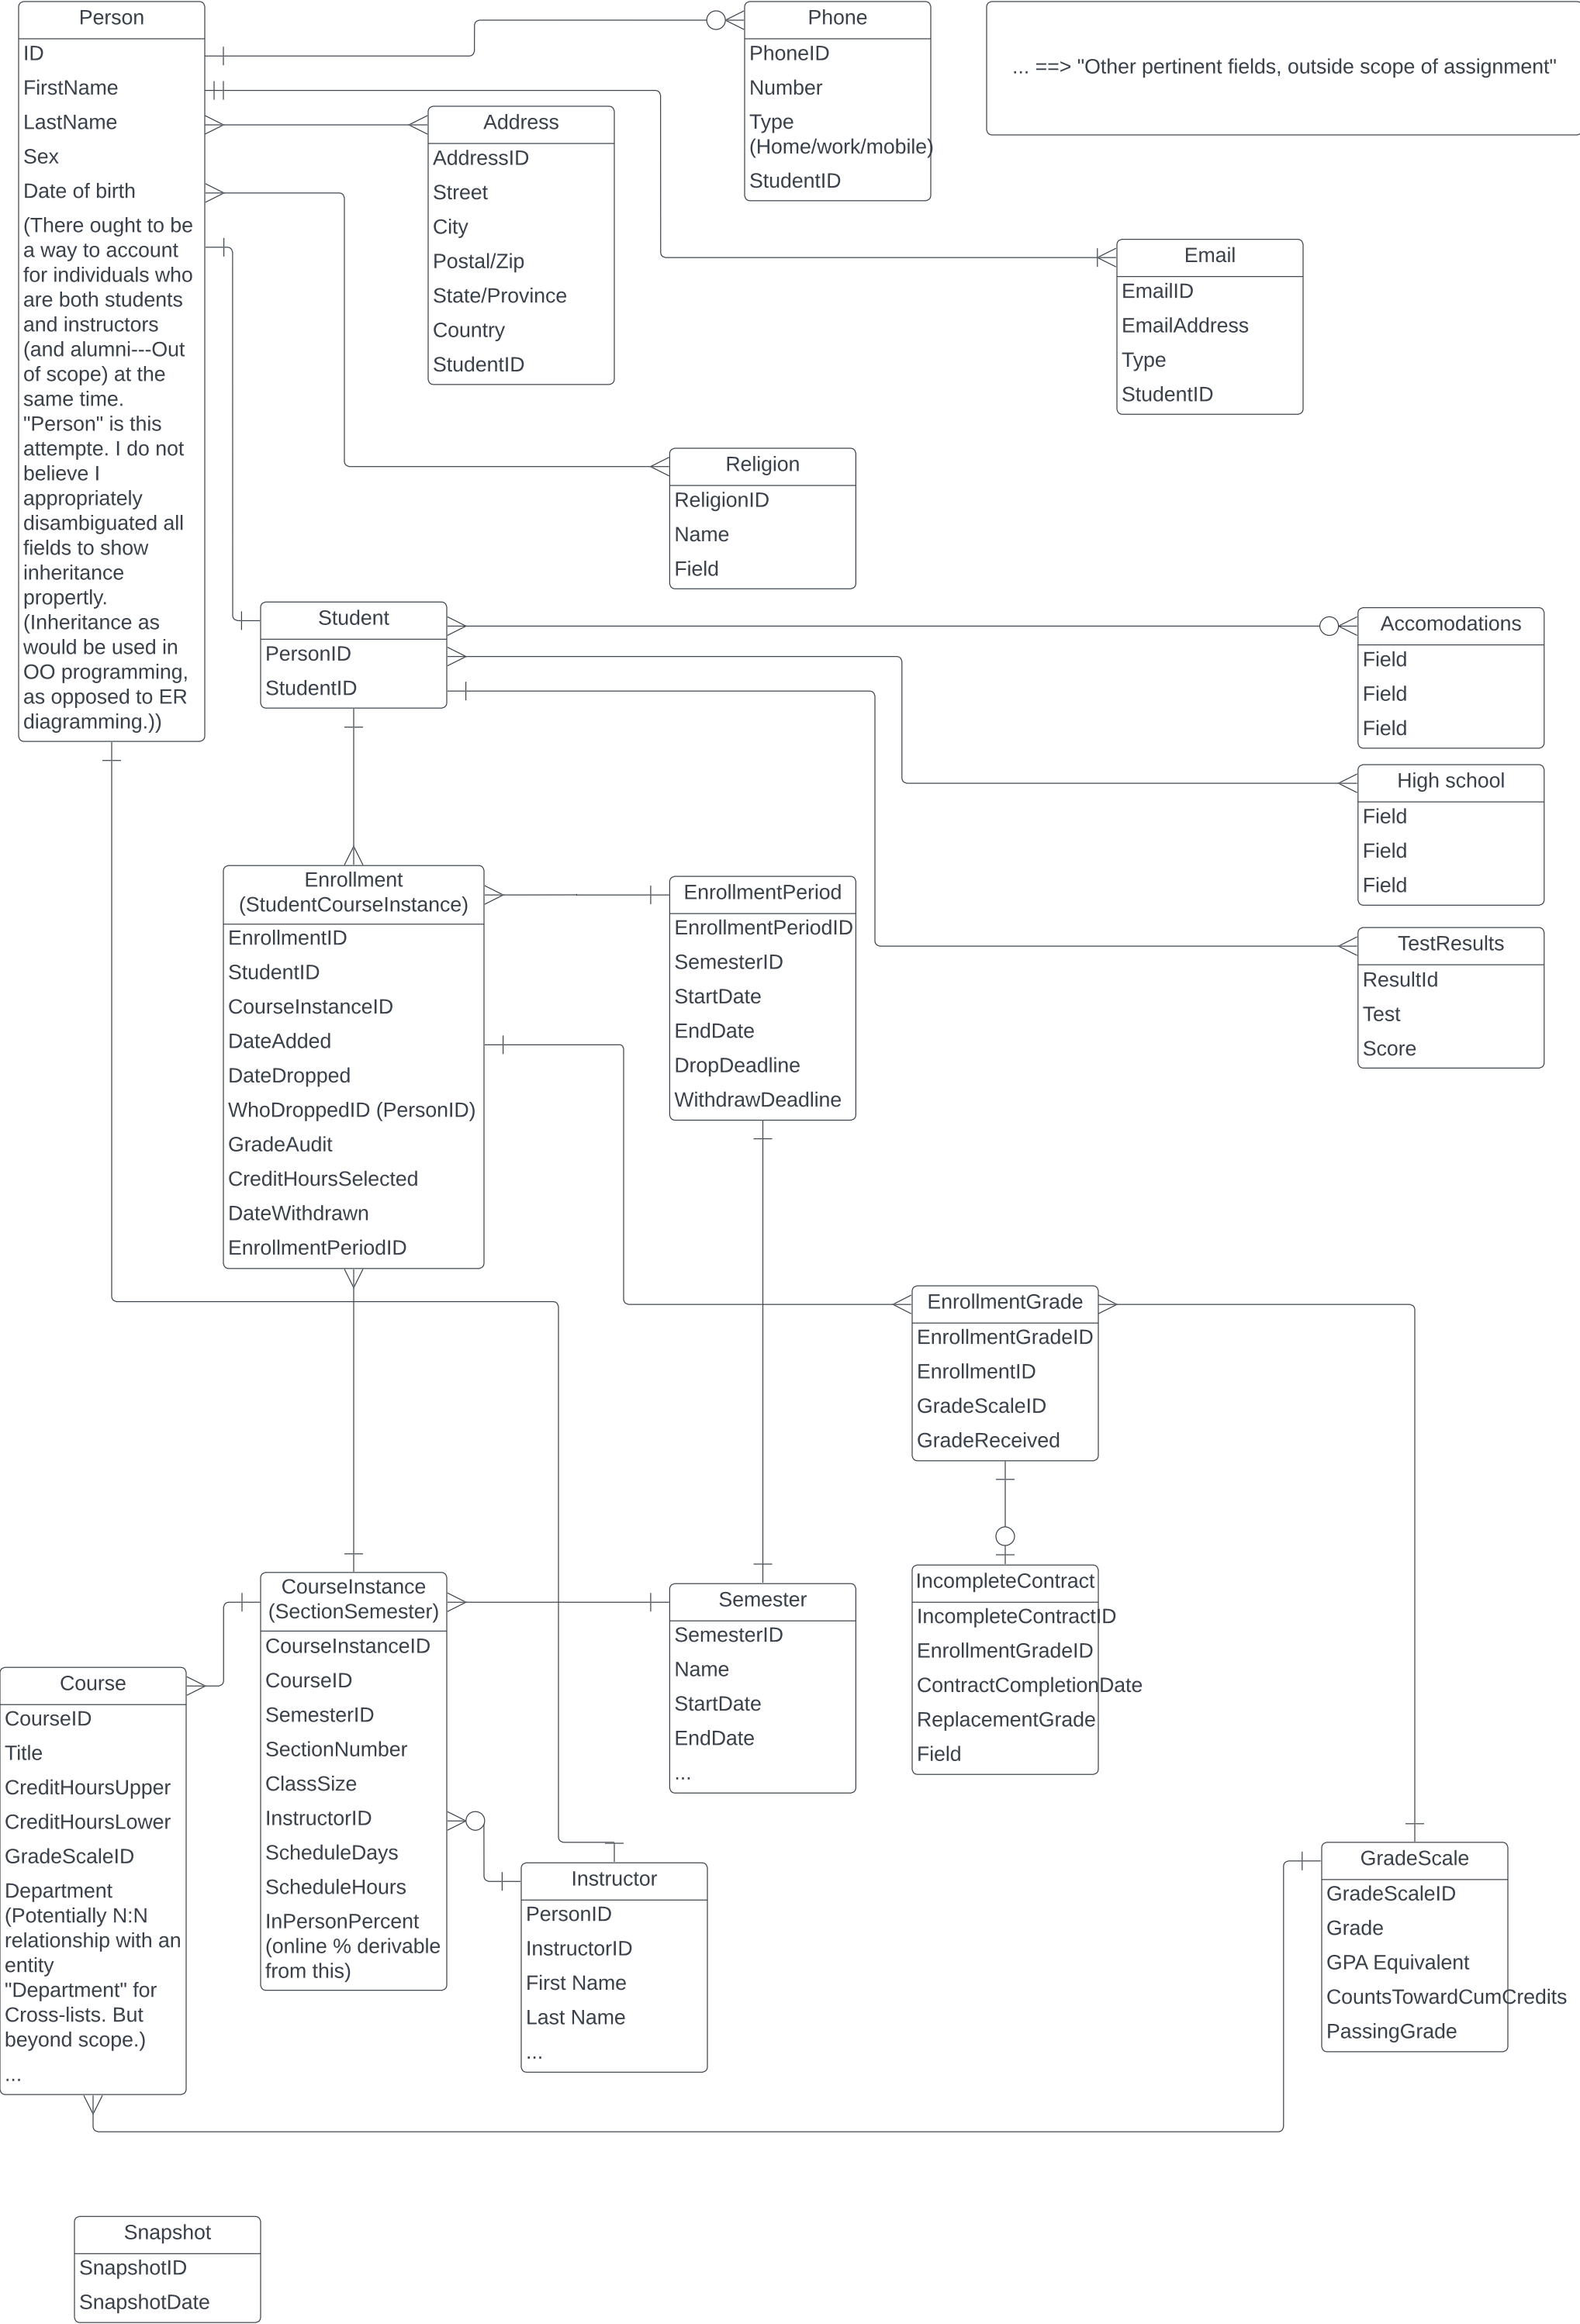 Person
ID
FirstName
LastName
Sex
Date of birth
(There ought to be
a way to account
for individuals who
are both students
and instructors
(and alumni---Out
of scope) at the
same time.
"Person" is this
attempte. I do not
believe I
appropriately
disambiguated all
fields to show
inheritance
propertly.
(Inheritance as
would be used in
OO programming,
as opposed to ER
diagramming.))
Phone
PhoneID
Number
Type
(Home/work/mobile)
StudentID
... ==> "Other pertinent fields, outside scope of assignment"
Address
AddressID
Street
City
Postal/Zip
State/Province
Country
StudentID
Email
EmailID
EmailAddress
Type
StudentID
Religion
ReligionID
Name
Field
Student
PersonID
StudentID
Accomodations
Field
Field
Field
High school
Field
Field
Field
TestResults
ResultId
Test
Score
Enrollment
(StudentCourseInstance)
EnrollmentID
StudentID
CourseInstanceID
DateAdded
DateDropped
WhoDroppedID (PersonID)
GradeAudit
CreditHoursSelected
DateWithdrawn
EnrollmentPeriodID
EnrollmentPeriod
EnrollmentPeriodID
SemesterID
StartDate
EndDate
DropDeadline
WithdrawDeadline
EnrollmentGrade
EnrollmentGradeID
EnrollmentID
GradeScaleID
GradeReceived
CourseInstance
(SectionSemester)
CourseInstanceID
CourseID
SemesterID
SectionNumber
ClassSize
InstructorID
ScheduleDays
ScheduleHours
InPersonPercent
(online % derivable
from this)
Semester
SemesterID
Name
StartDate
EndDate
...
IncompleteContract
IncompleteContractID
EnrollmentGradeID
ContractCompletionDate
ReplacementGrade
Field
Course
CourseID
Title
CreditHoursUpper
CreditHoursLower
GradeScaleID
Department
(Potentially N:N
relationship with an
entity
"Department" for
Cross-lists. But
beyond scope.)
...
Instructor
PersonID
InstructorID
First Name
Last Name
...
GradeScale
GradeScaleID
Grade
GPA Equivalent
CountsTowardCumCredits
PassingGrade
Snapshot
SnapshotID
SnapshotDate